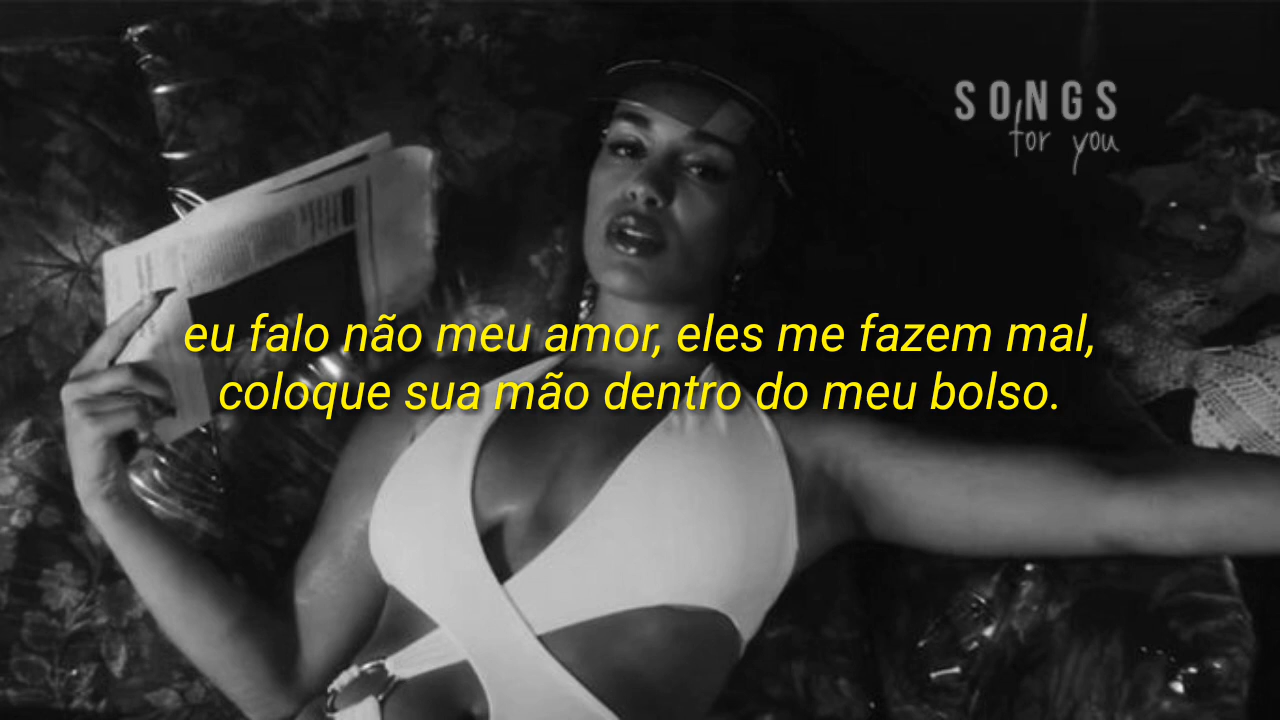 SONGS
for you
eu falo não meu amor, eles me fazem mal,
coloque sua mão dentro do meu bolso.